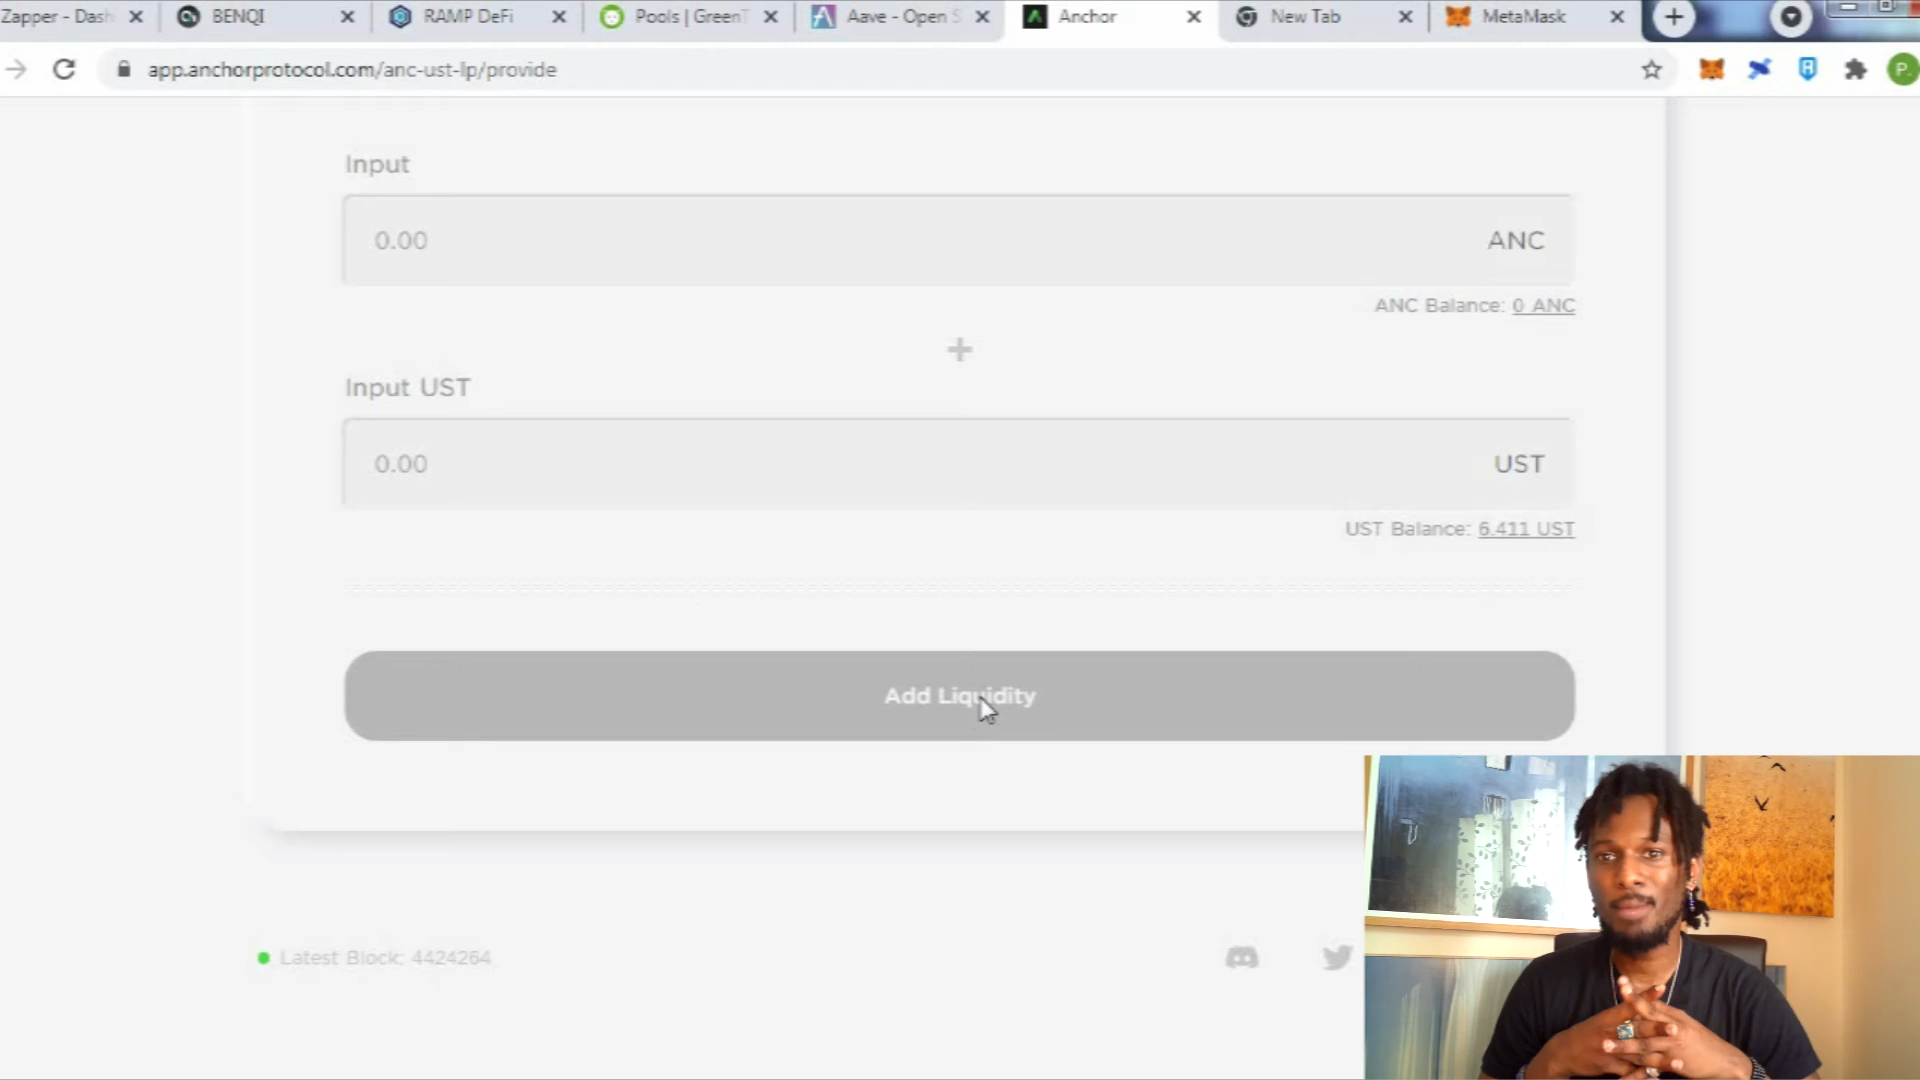 Zapper - Dash
BENQI
RAMP DeFi
Pools | GreenT
Aave - Open S
Anchor
New Tab
MetaMask
app.anchorprotocol.com/anc-ust-lp/provide
P.
Input
0.00 ANC
ANC Balance: 0 ANC
+
Input UST
0.00 UST
UST Balance: 6.411 UST
Add Liquidity
Latest Block: 4424264